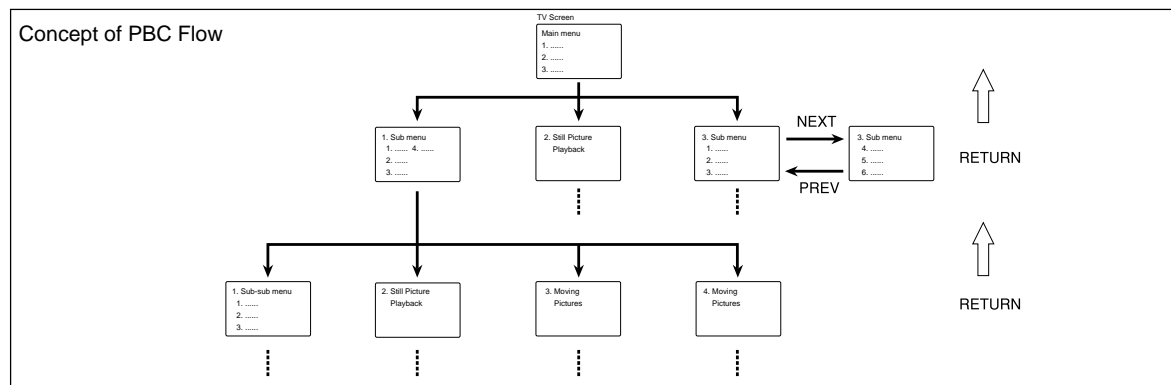 Concept of PBC Flow
TV Screen
Main menu
1. ......
2. ......
3. ......
1. Sub menu
1. ...... 4. ......
2. ......
3. ......
2. Still Picture
Playback
3. Sub menu
1. ......
2. ......
3. ......
NEXT
PREV
3. Sub menu
4. ......
5. ......
6. ......
RETURN
1. Sub-sub menu
1. ......
2. ......
3. ......
2. Still Picture
Playback
3. Moving
Pictures
4. Moving
Pictures
RETURN